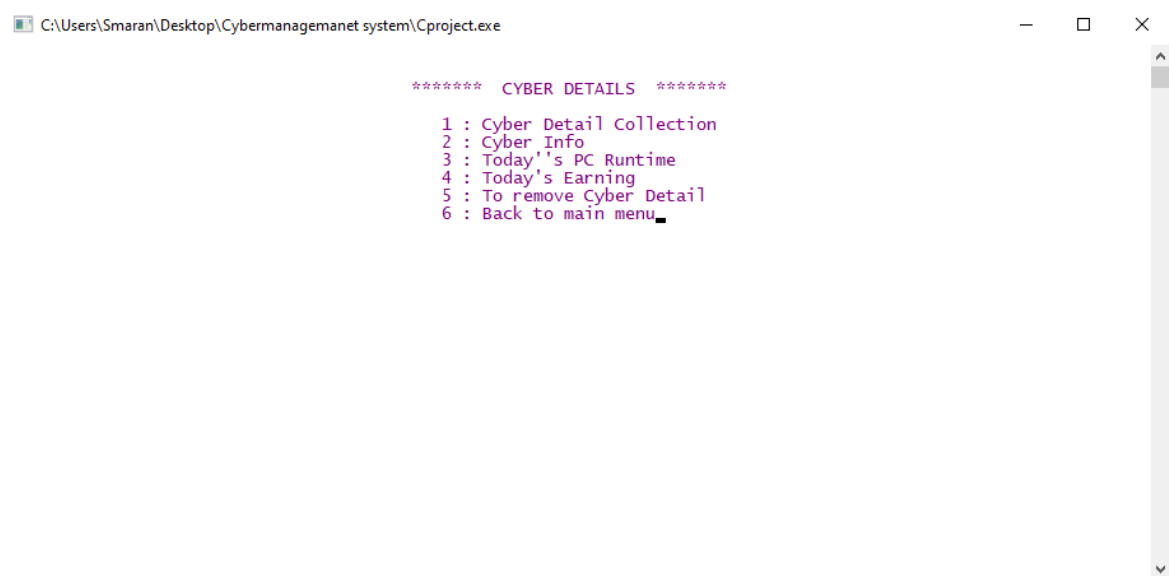 C:\Users\Smaran\Desktop\Cybermanagemanet system\Cproject.exe
******* CYBER DETAILS *******
1 : Cyber Detail Collection
2 : Cyber Info
3 : Today''s PC Runtime
4 : Today's Earning
5 : To remove Cyber Detail
6 : Back to main menu